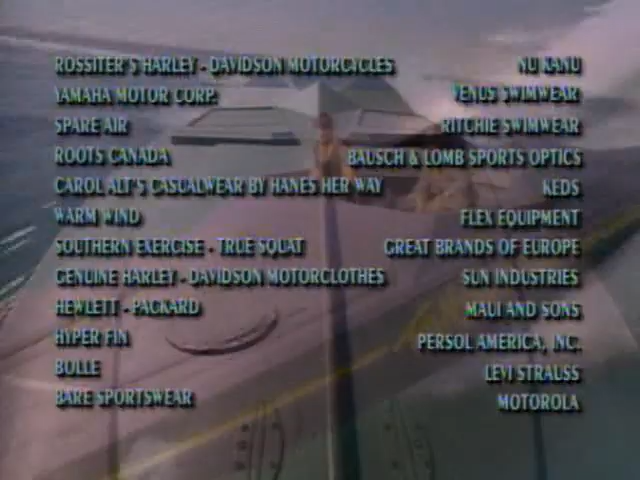 ROSSITER'S HARLEY - DAVIDSON MOTORCYCLES
YAMAHA MOTOR CORP.
SPARE AIR
ROOTS CANADA
CAROL ALT'S CASUALWEAR BY HANES HER WAY
WARM WIND
SOUTHERN EXERCISE - TRUE SQUAT
GENUINE HARLEY - DAVIDSON MOTORCLOTHES
HEWLETT - PACKARD
HYPER FIN
BOLLE
BARE SPORTSWEAR
NU KANU
VENUS SWIMWEAR
RITCHIE SWIMWEAR
BAUSCH & LOMB SPORTS OPTICS
KEDS
FLEX EQUIPMENT
GREAT BRANDS OF EUROPE
SUN INDUSTRIES
MAUI AND SONS
PERSOL AMERICA, INC.
LEVI STRAUSS
MOTOROLA